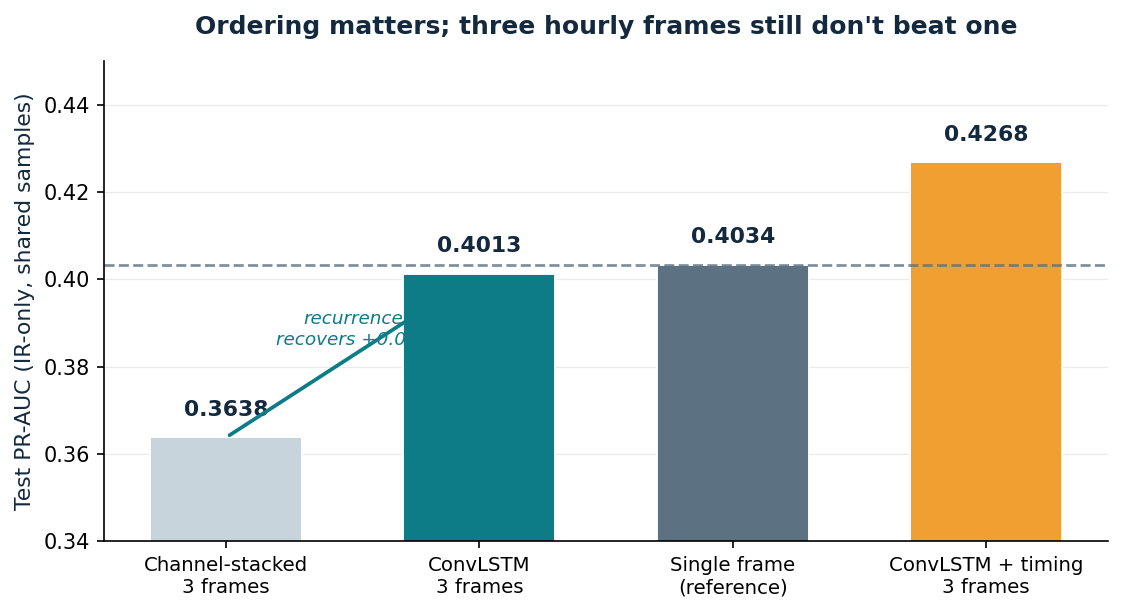 Ordering matters; three hourly frames still don't beat one
Test PR-AUC (IR-only, shared samples)
0.44
0.42
0.40
0.38
0.36
0.34
0.3638
0.4013
0.4034
0.4268
recurrence
recovers +0.0
Channel-stacked
3 frames
ConvLSTM
3 frames
Single frame
(reference)
ConvLSTM + timing
3 frames